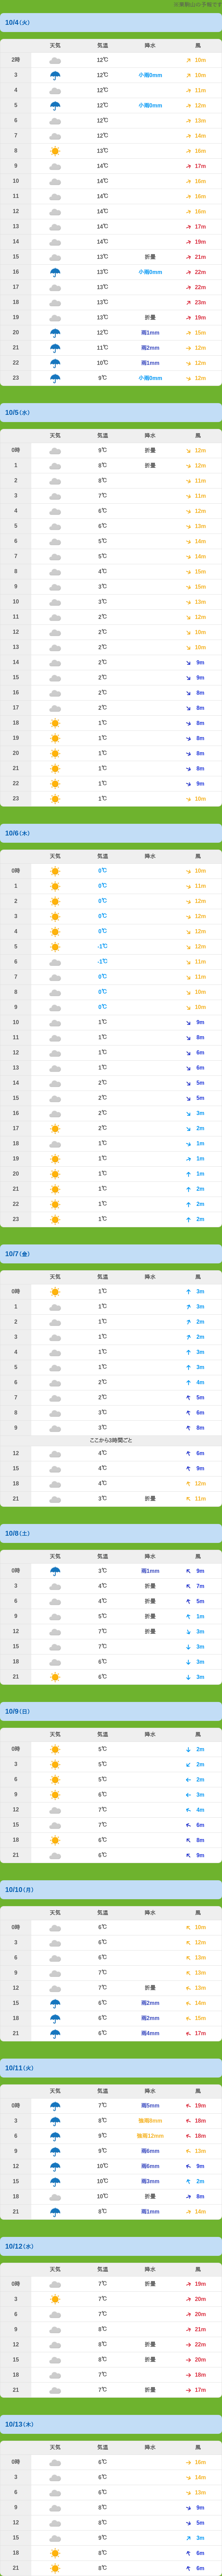 ※東鞍山の予報です
10/4(火)
天気 気温 降水 風
2時 12℃ 10m
3 12℃ 小雨0mm 10m
4 12℃ 11m
5 12℃ 小雨0mm 12m
6 12℃ 13m
7 12℃ 14m
8 13℃ 16m
9 14℃ 17m
10 14℃ 16m
11 14℃ 16m
12 14℃ 16m
13 14℃ 17m
14 14℃ 19m
15 13℃ 折曇 21m
16 13℃ 小雨0mm 22m
17 13℃ 22m
18 13℃ 23m
19 13℃ 折曇 19m
20 12℃ 雨1mm 15m
21 11℃ 雨2mm 12m
22 10℃ 雨1mm 12m
23 9℃ 小雨0mm 12m
10/5(水)
天気 気温 降水 風
0時 9℃ 折曇 12m
1 8℃ 折曇 12m
2 8℃ 11m
3 7℃ 11m
4 6℃ 12m
5 6℃ 13m
6 5℃ 14m
7 5℃ 14m
8 4℃ 15m
9 3℃ 15m
10 3℃ 13m
11 2℃ 12m
12 2℃ 10m
13 2℃ 10m
14 2℃ 9m
15 2℃ 9m
16 2℃ 8m
17 2℃ 8m
18 1℃ 8m
19 1℃ 8m
20 1℃ 8m
21 1℃ 8m
22 1℃ 9m
23 1℃ 10m
10/6(木)
天気 気温 降水 風
0時 0℃ 10m
1 0℃ 11m
2 0℃ 12m
3 0℃ 12m
4 0℃ 12m
5 -1℃ 12m
6 -1℃ 11m
7 0℃ 11m
8 0℃ 10m
9 0℃ 10m
10 1℃ 9m
11 1℃ 8m
12 1℃ 6m
13 1℃ 6m
14 2℃ 5m
15 2℃ 5m
16 2℃ 3m
17 2℃ 2m
18 1℃ 1m
19 1℃ 1m
20 1℃ 1m
21 1℃ 2m
22 1℃ 2m
23 1℃ 2m
10/7(金)
天気 気温 降水 風
0時 1℃ 3m
1 1℃ 3m
2 1℃ 2m
3 1℃ 2m
4 1℃ 3m
5 1℃ 3m
6 2℃ 4m
7 2℃ 5m
8 3℃ 6m
9 3℃ 8m
ここから3時間ごと
12 4℃ 6m
15 4℃ 9m
18 4℃ 12m
21 3℃ 折曇 11m
10/8(土)
天気 気温 降水 風
0時 3℃ 雨1mm 9m
3 4℃ 折曇 7m
6 4℃ 折曇 5m
9 5℃ 折曇 1m
12 7℃ 折曇 3m
15 7℃ 3m
18 6℃ 3m
21 6℃ 3m
10/9(日)
天気 気温 降水 風
0時 5℃ 2m
3 5℃ 2m
6 5℃ 2m
9 6℃ 3m
12 7℃ 4m
15 7℃ 6m
18 6℃ 8m
21 6℃ 9m
10/10(月)
天気 気温 降水 風
0時 6℃ 10m
3 6℃ 12m
6 6℃ 13m
9 7℃ 13m
12 7℃ 折曇 13m
15 6℃ 雨2mm 14m
18 6℃ 雨2mm 15m
21 6℃ 雨4mm 17m
10/11(火)
天気 気温 降水 風
0時 7℃ 雨5mm 19m
3 8℃ 強雨8mm 18m
6 9℃ 強雨12mm 18m
9 9℃ 雨6mm 13m
12 10℃ 雨6mm 9m
15 10℃ 雨3mm 2m
18 10℃ 折曇 8m
21 8℃ 雨1mm 14m
10/12(水)
天気 気温 降水 風
0時 7℃ 折曇 19m
3 7℃ 20m
6 7℃ 20m
9 8℃ 21m
12 8℃ 折曇 22m
15 8℃ 折曇 20m
18 7℃ 18m
21 7℃ 折曇 17m
10/13(木)
天気 気温 降水 風
0時 6℃ 16m
3 6℃ 14m
6 6℃ 13m
9 8℃ 9m
12 8℃ 5m
15 9℃ 3m
18 8℃ 6m
21 8℃ 6m